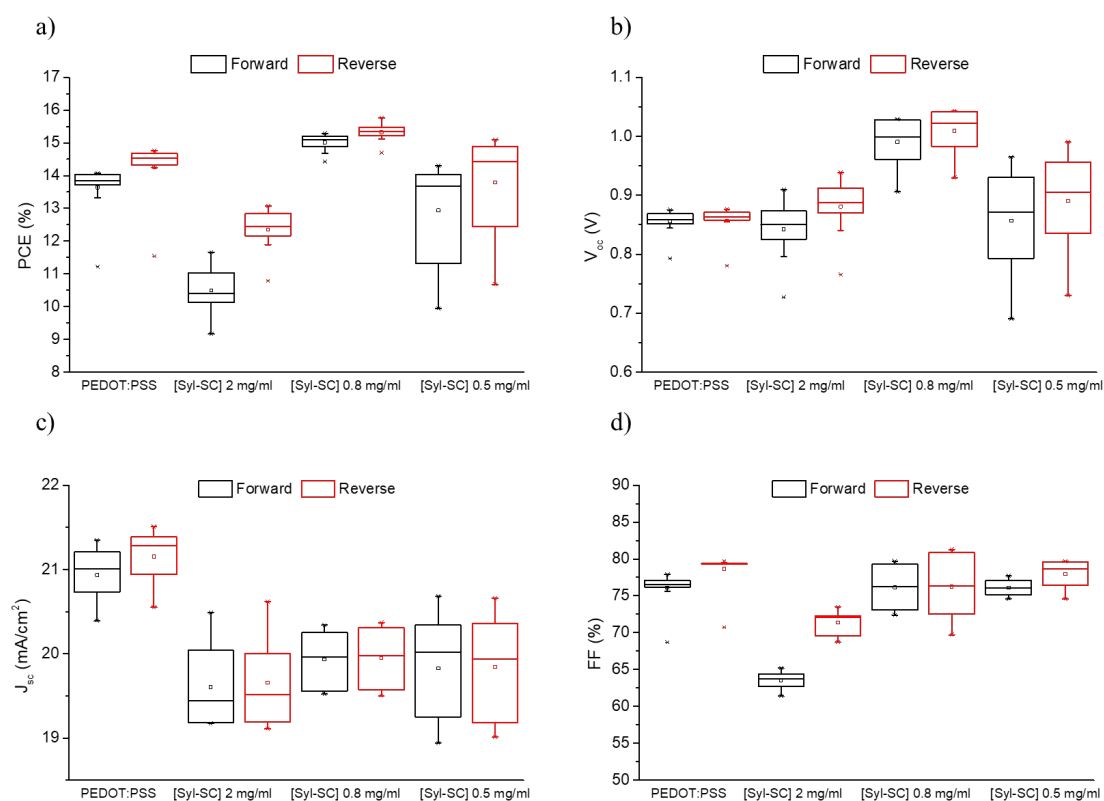 a)
Forward Reverse
17
16
15
14
13
12
11
10
9
8
PCE (%)
PEDOT:PSS [Syl-SC] 2 mg/ml [Syl-SC] 0.8 mg/ml [Syl-SC] 0.5 mg/ml
b)
Forward Reverse
1.1
1.0
0.9
0.8
0.7
0.6
Voc (V)
PEDOT:PSS [Syl-SC] 2 mg/ml [Syl-SC] 0.8 mg/ml [Syl-SC] 0.5 mg/ml
c)
Forward Reverse
22
21
20
19
Jsc (mA/cm²)
PEDOT:PSS [Syl-SC] 2 mg/ml [Syl-SC] 0.8 mg/ml [Syl-SC] 0.5 mg/ml
d)
Forward Reverse
90
85
80
75
70
65
60
55
50
FF (%)
PEDOT:PSS [Syl-SC] 2 mg/ml [Syl-SC] 0.8 mg/ml [Syl-SC] 0.5 mg/ml